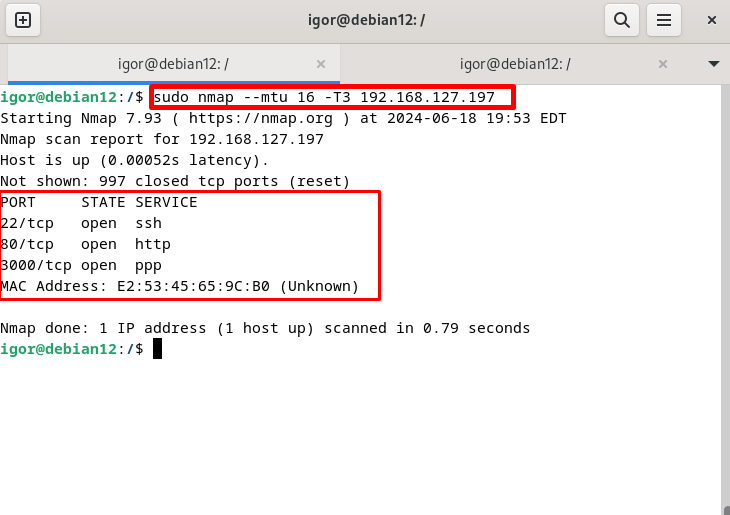 igor@debian12: /
igor@debian12: /
igor@debian12: /
igor@debian12:/$ sudo nmap --mtu 16 -T3 192.168.127.197
Starting Nmap 7.93 ( https://nmap.org ) at 2024-06-18 19:53 EDT
Nmap scan report for 192.168.127.197
Host is up (0.00052s latency).
Not shown: 997 closed tcp ports (reset)
PORT     STATE SERVICE
22/tcp   open  ssh
80/tcp   open  http
3000/tcp open  ppp
MAC Address: E2:53:45:65:9C:B0 (Unknown)
Nmap done: 1 IP address (1 host up) scanned in 0.79 seconds
igor@debian12:/$